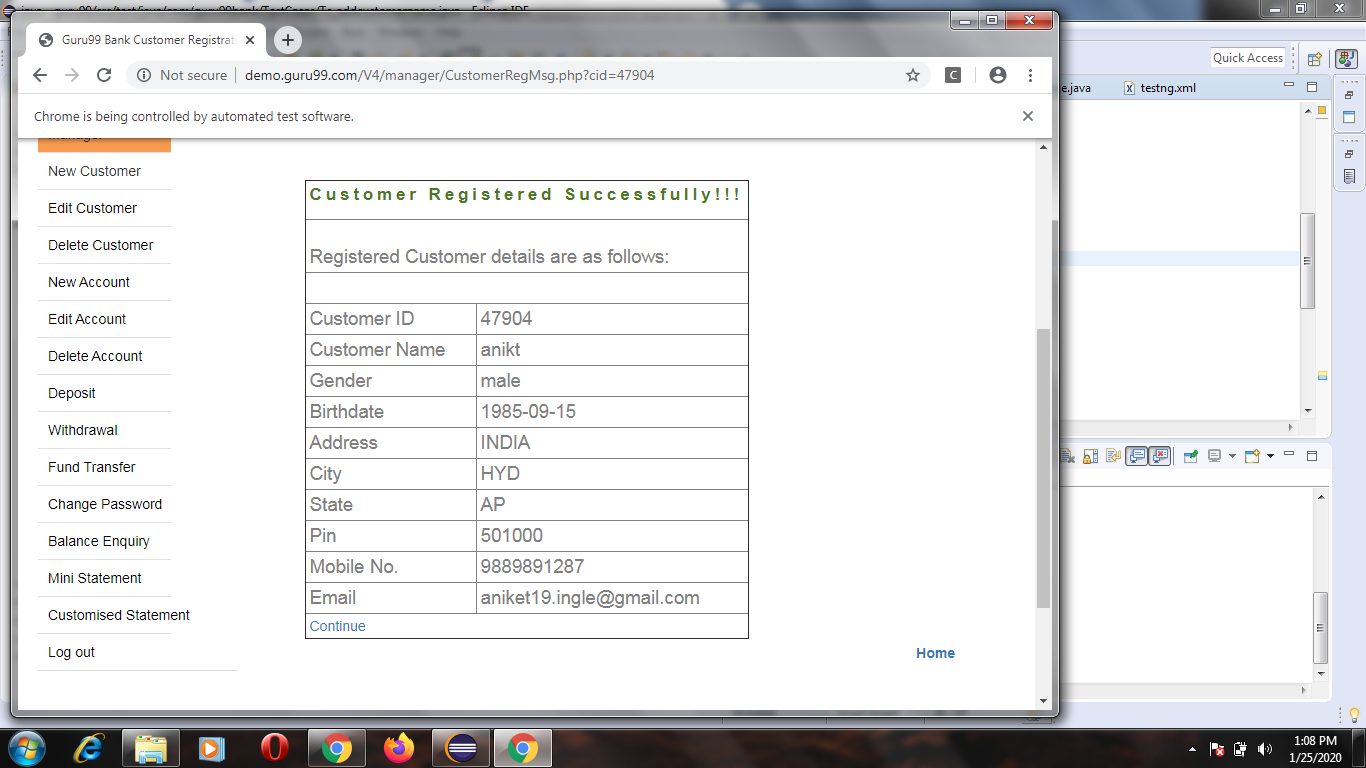 Guru99 Bank Customer Registrat
Not secure demo.guru99.com/V4/manager/CustomerRegMsg.php?cid=47904
Quick Access
e.java testng.xml
Chrome is being controlled by automated test software.
Manager
New Customer
Edit Customer
Delete Customer
New Account
Edit Account
Delete Account
Deposit
Withdrawal
Fund Transfer
Change Password
Balance Enquiry
Mini Statement
Customised Statement
Log out
Customer Registered Successfully!!!
Registered Customer details are as follows:
Customer ID 47904
Customer Name anikt
Gender male
Birthdate 1985-09-15
Address INDIA
City HYD
State AP
Pin 501000
Mobile No. 9889891287
Email aniket19.ingle@gmail.com
Continue
Home
1:08 PM
1/25/2020